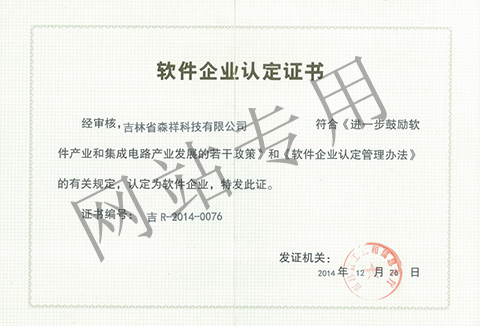 软件企业认定证书
经审核,吉林省森祥科技有限公司 符合《进一步鼓励软
件产业和集成电路产业发展的若干政策》和《软件企业认定管理办法》
的有关规定,认定为软件企业,特发此证。
证书编号: 吉 R-2014-0076
发证机关:
2014 年 12 月 26 日
网站专用